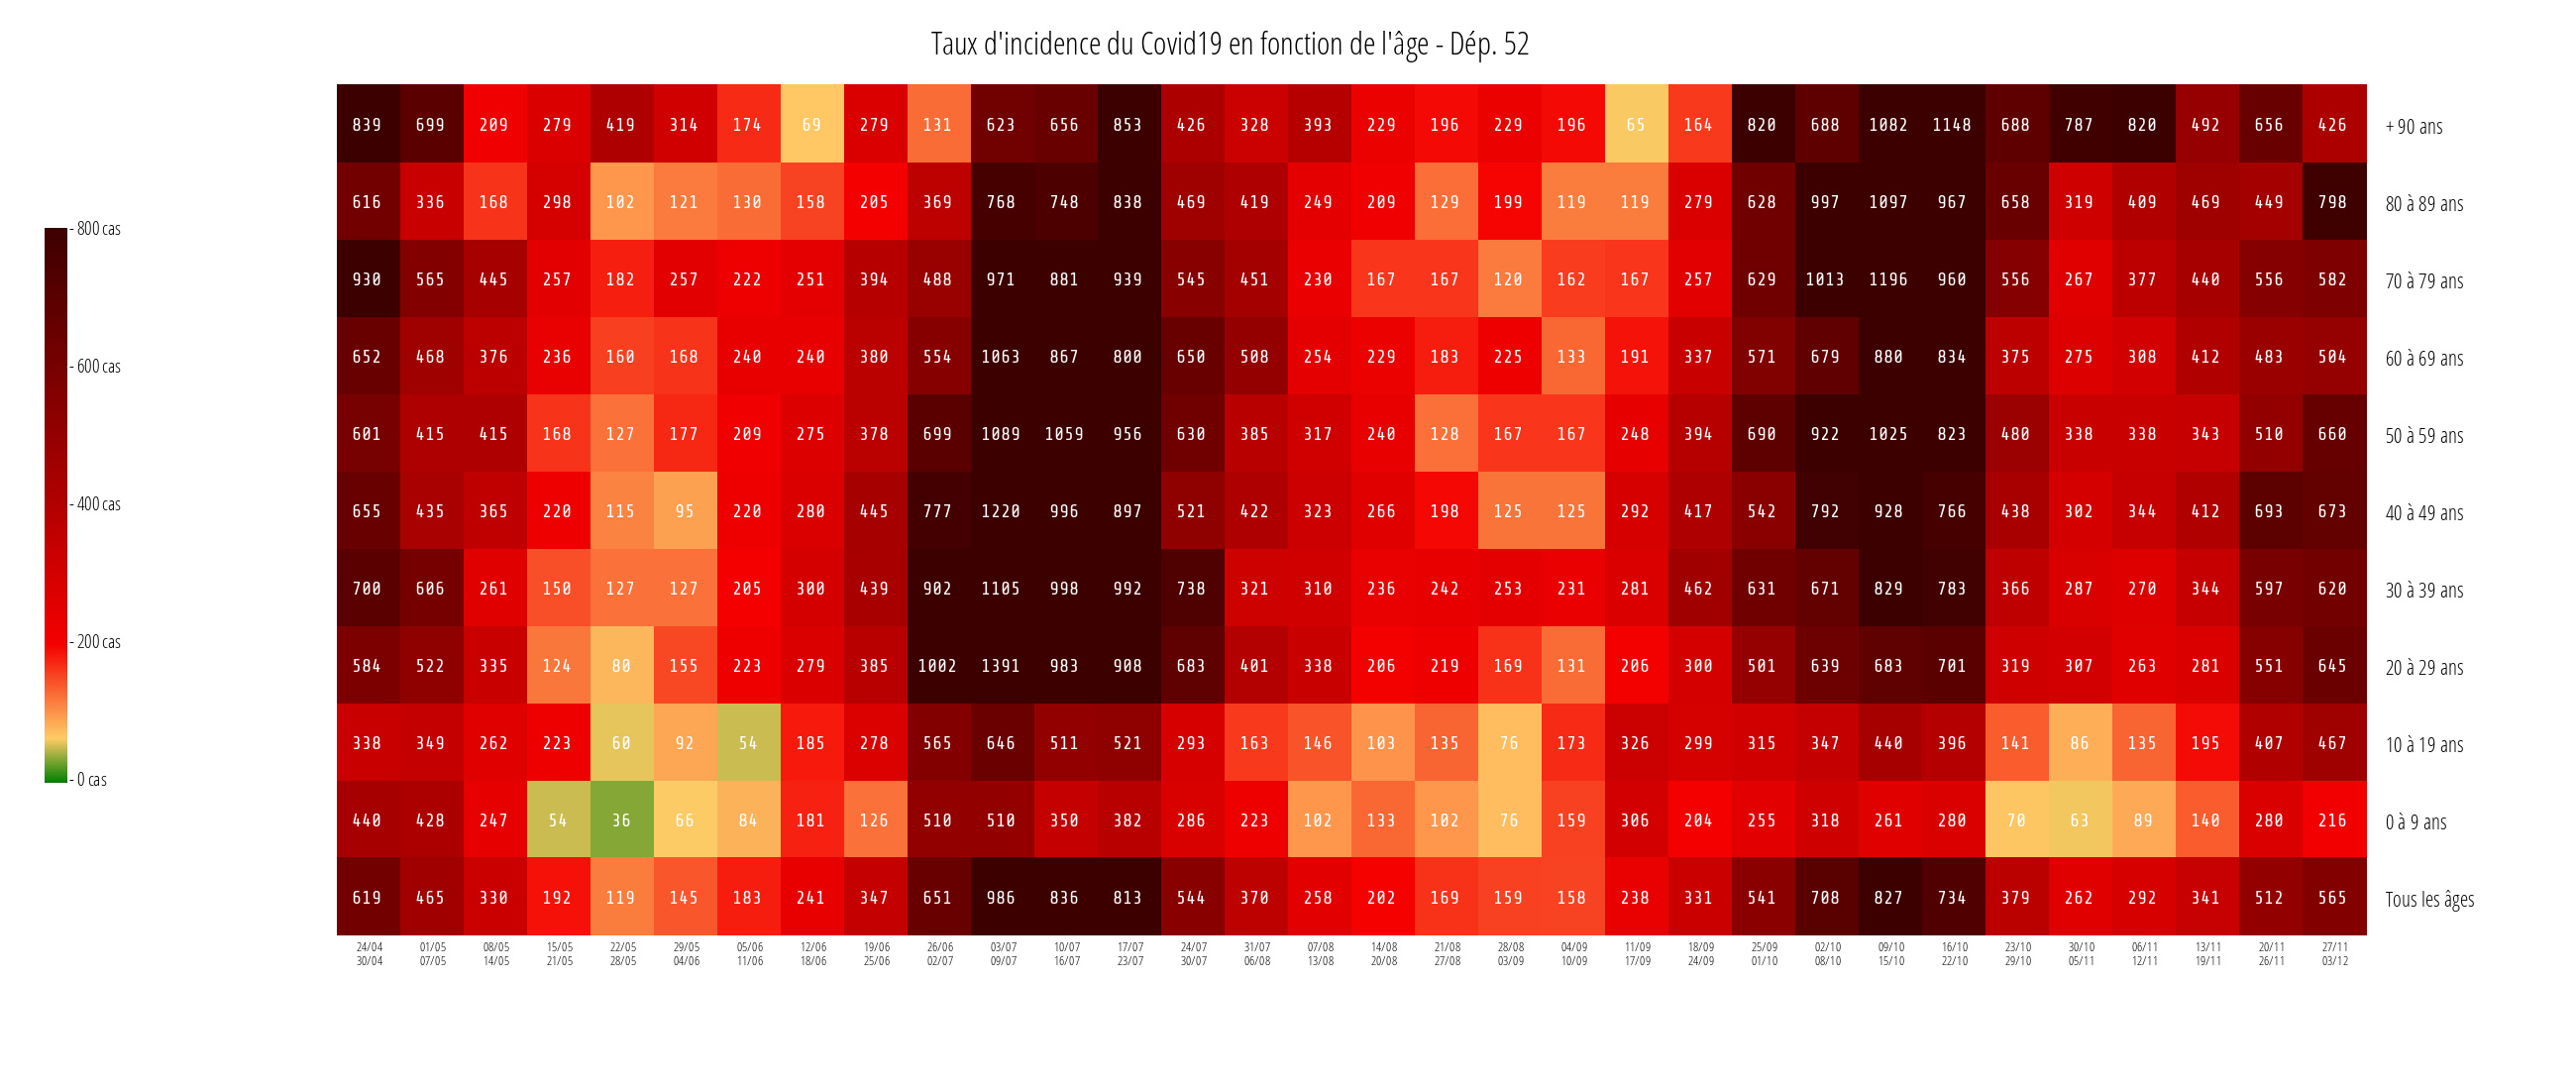 Taux d'incidence du Covid19 en fonction de l'âge - Dép. 52
- 800 cas
- 600 cas
- 400 cas
- 200 cas
- 0 cas
839 699 209 279 419 314 174 69 279 131 623 656 853 426 328 393 229 196 229 196 65 164 820 688 1082 1148 688 787 820 492 656 426 + 90 ans
616 336 168 298 102 121 130 158 205 369 768 748 838 469 419 249 209 129 199 119 119 279 628 997 1097 967 658 319 409 469 449 798 80 à 89 ans
930 565 445 257 182 257 222 251 394 488 971 881 939 545 451 230 167 167 120 162 167 257 629 1013 1196 960 556 267 377 440 556 582 70 à 79 ans
652 468 376 236 160 168 240 240 380 554 1063 867 800 650 508 254 229 183 225 133 191 337 571 679 880 834 375 275 308 412 483 504 60 à 69 ans
601 415 415 168 127 177 209 275 378 699 1089 1059 956 630 385 317 240 128 167 167 248 394 690 922 1025 823 480 338 338 343 510 660 50 à 59 ans
655 435 365 220 115 95 220 280 445 777 1220 996 897 521 422 323 266 198 125 125 292 417 542 792 928 766 438 302 344 412 693 673 40 à 49 ans
700 606 261 150 127 127 205 300 439 902 1105 998 992 738 321 310 236 242 253 231 281 462 631 671 829 783 366 287 270 344 597 620 30 à 39 ans
584 522 335 124 80 155 223 279 385 1002 1391 983 908 683 401 338 206 219 169 131 206 300 501 639 683 701 319 307 263 281 551 645 20 à 29 ans
338 349 262 223 60 92 54 185 278 565 646 511 521 293 163 146 103 135 76 173 326 299 315 347 440 396 141 86 135 195 407 467 10 à 19 ans
440 428 247 54 36 66 84 181 126 510 510 350 382 286 223 102 133 102 76 159 306 204 255 318 261 280 70 63 89 140 280 216 0 à 9 ans
619 465 330 192 119 145 183 241 347 651 986 836 813 544 370 258 202 169 159 158 238 331 541 708 827 734 379 262 292 341 512 565 Tous les âges
24/04 01/05 08/05 15/05 22/05 29/05 05/06 12/06 19/06 26/06 03/07 10/07 17/07 24/07 31/07 07/08 14/08 21/08 28/08 04/09 11/09 18/09 25/09 02/10 09/10 16/10 23/10 30/10 06/11 13/11 20/11 27/11
30/04 07/05 14/05 21/05 28/05 04/06 11/06 18/06 25/06 02/07 09/07 16/07 23/07 30/07 06/08 13/08 20/08 27/08 03/09 10/09 17/09 24/09 01/10 08/10 15/10 22/10 29/10 05/11 12/11 19/11 26/11 03/12